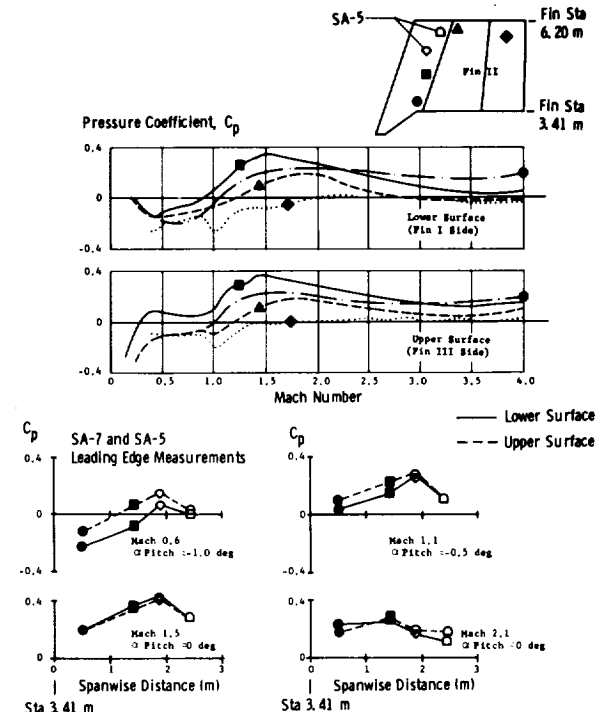 SA-5
Fin Sta
6.20 m
Fin II
Fin Sta
3.41 m
Pressure Coefficient, Cp
0.4
0
-0.4
Lower Surface
(Fin I Side)
0.4
0
-0.4
Upper Surface
(Fin III Side)
0 0.5 1.0 1.5 2.0 2.5 3.0 3.5 4.0
Mach Number
Lower Surface
Upper Surface
Cp
SA-7 and SA-5
Leading Edge Measurements
0.4
0
-0.4
1 2 3
Mach 0.6
α Pitch =-1.0 deg
Cp
0.4
0
-0.4
1 2 3
Mach 1.1
α Pitch =-0.5 deg
0.4
0
Mach 1.5
α Pitch =0 deg
0 1 2 3
Spanwise Distance (m)
Sta 3.41 m
0.4
0
Mach 2.1
α Pitch =0 deg
0 1 2 3
Spanwise Distance (m)
Sta 3.41 m